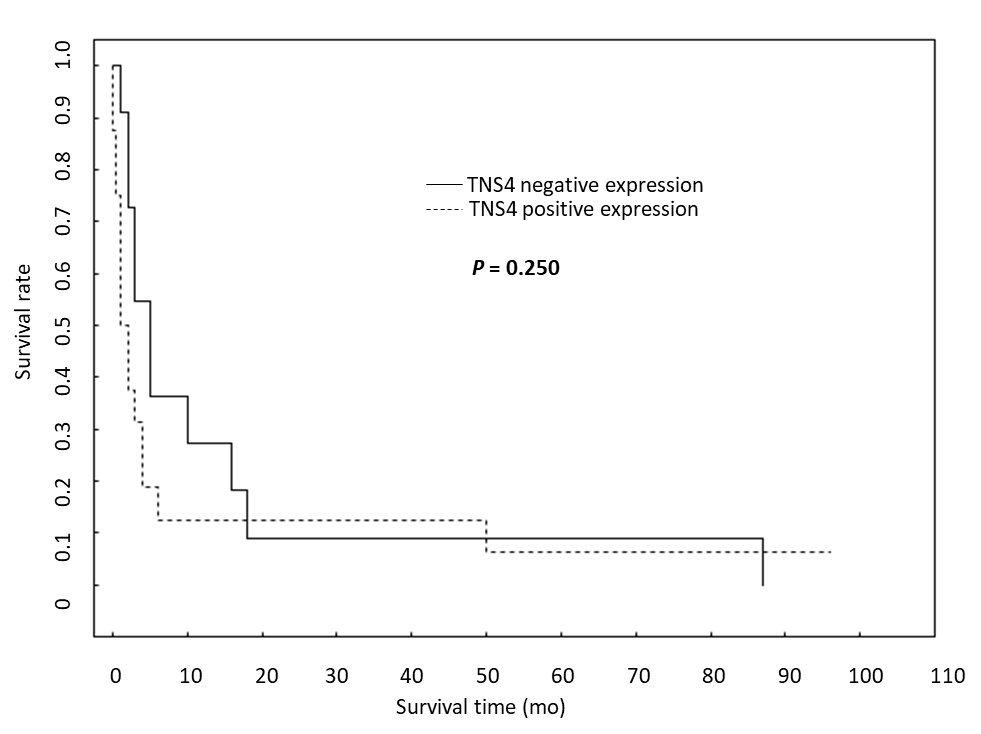 1.0
0.9
0.8
0.7
0.6
0.5
0.4
0.3
0.2
0.1
0
Survival rate
TNS4 negative expression
TNS4 positive expression
P = 0.250
0 10 20 30 40 50 60 70 80 90 100 110
Survival time (mo)